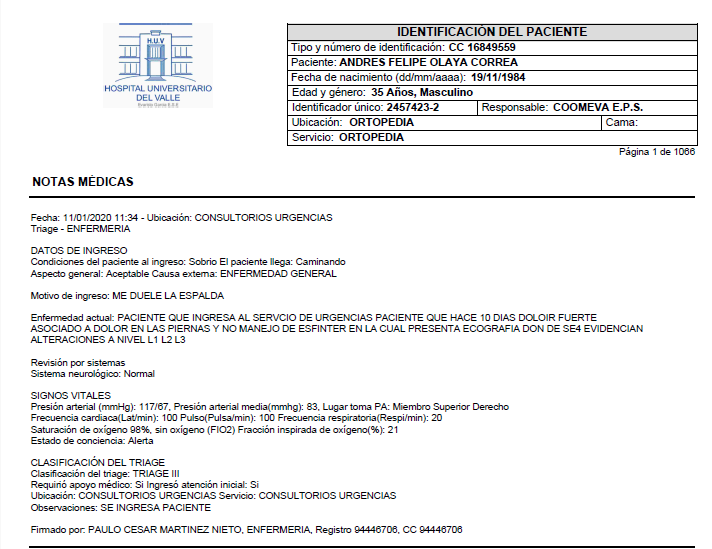 H.U.V
HOSPITAL UNIVERSITARIO
DEL VALLE
Evaristo Garcia E.S.E
IDENTIFICACIÓN DEL PACIENTE
Tipo y número de identificación: CC 16849559
Paciente: ANDRES FELIPE OLAYA CORREA
Fecha de nacimiento (dd/mm/aaaa): 19/11/1984
Edad y género: 35 Años, Masculino
Identificador único: 2457423-2 Responsable: COOMEVA E.P.S.
Ubicación: ORTOPEDIA Cama:
Servicio: ORTOPEDIA
Página 1 de 1066
NOTAS MÉDICAS
Fecha: 11/01/2020 11:34 - Ubicación: CONSULTORIOS URGENCIAS
Triage - ENFERMERIA
DATOS DE INGRESO
Condiciones del paciente al ingreso: Sobrio El paciente llega: Caminando
Aspecto general: Aceptable Causa externa: ENFERMEDAD GENERAL
Motivo de ingreso: ME DUELE LA ESPALDA
Enfermedad actual: PACIENTE QUE INGRESA AL SERVCIO DE URGENCIAS PACIENTE QUE HACE 10 DIAS DOLOIR FUERTE
ASOCIADO A DOLOR EN LAS PIERNAS Y NO MANEJO DE ESFINTER EN LA CUAL PRESENTA ECOGRAFIA DON DE SE4 EVIDENCIAN
ALTERACIONES A NIVEL L1 L2 L3
Revisión por sistemas
Sistema neurológico: Normal
SIGNOS VITALES
Presión arterial (mmHg): 117/67, Presión arterial media(mmhg): 83, Lugar toma PA: Miembro Superior Derecho
Frecuencia cardiaca(Lat/min): 100 Pulso(Pulsa/min): 100 Frecuencia respiratoria(Respi/min): 20
Saturación de oxígeno 98%, sin oxígeno (FIO2) Fracción inspirada de oxígeno(%): 21
Estado de conciencia: Alerta
CLASIFICACIÓN DEL TRIAGE
Clasificación del triage: TRIAGE III
Requirió apoyo médico: Si Ingresó atención inicial: Si
Ubicación: CONSULTORIOS URGENCIAS Servicio: CONSULTORIOS URGENCIAS
Observaciones: SE INGRESA PACIENTE
Firmado por: PAULO CESAR MARTINEZ NIETO, ENFERMERIA, Registro 94446706, CC 94446706